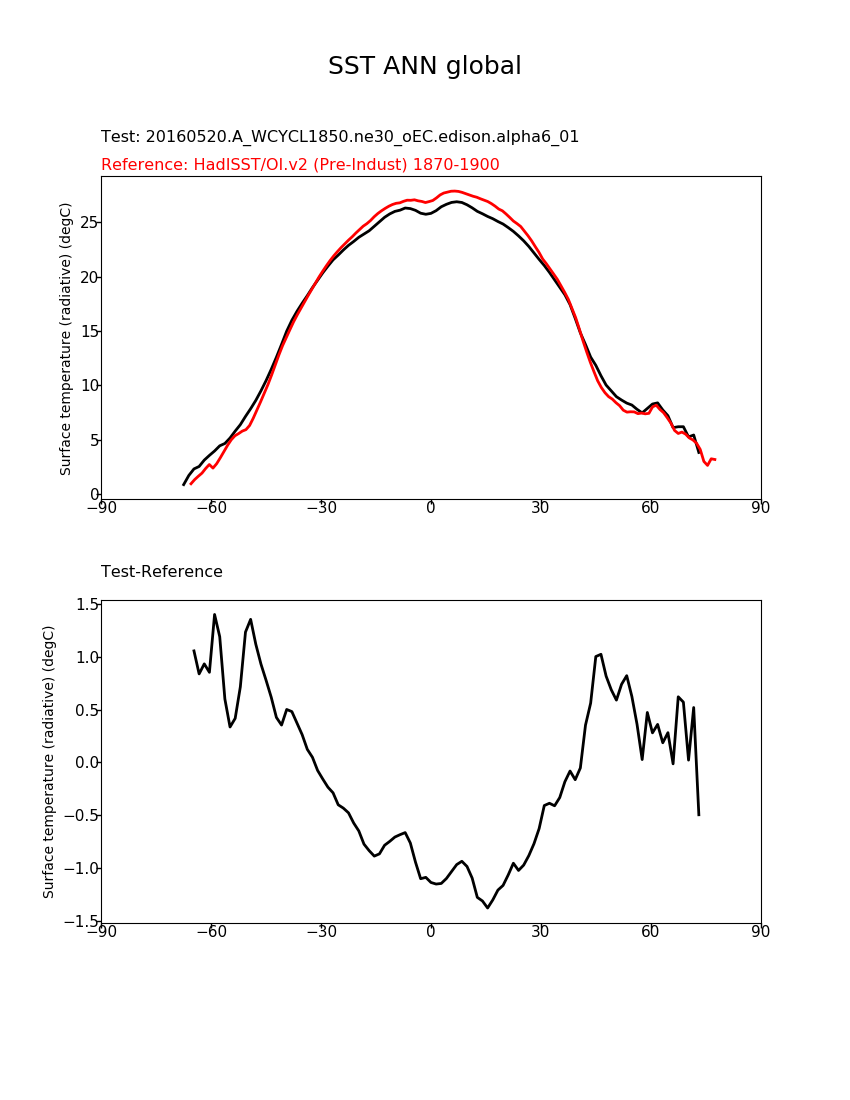 SST ANN global
Test: 20160520.A_WCYCL1850.ne30_oEC.edison.alpha6_01
Reference: HadISST/OI.v2 (Pre-Indust) 1870-1900
Surface temperature (radiative) (degC)
25
20
15
10
5
0
−90 −60 −30 0 30 60 90
Test-Reference
Surface temperature (radiative) (degC)
1.5
1.0
0.5
0.0
−0.5
−1.0
−1.5
−90 −60 −30 0 30 60 90